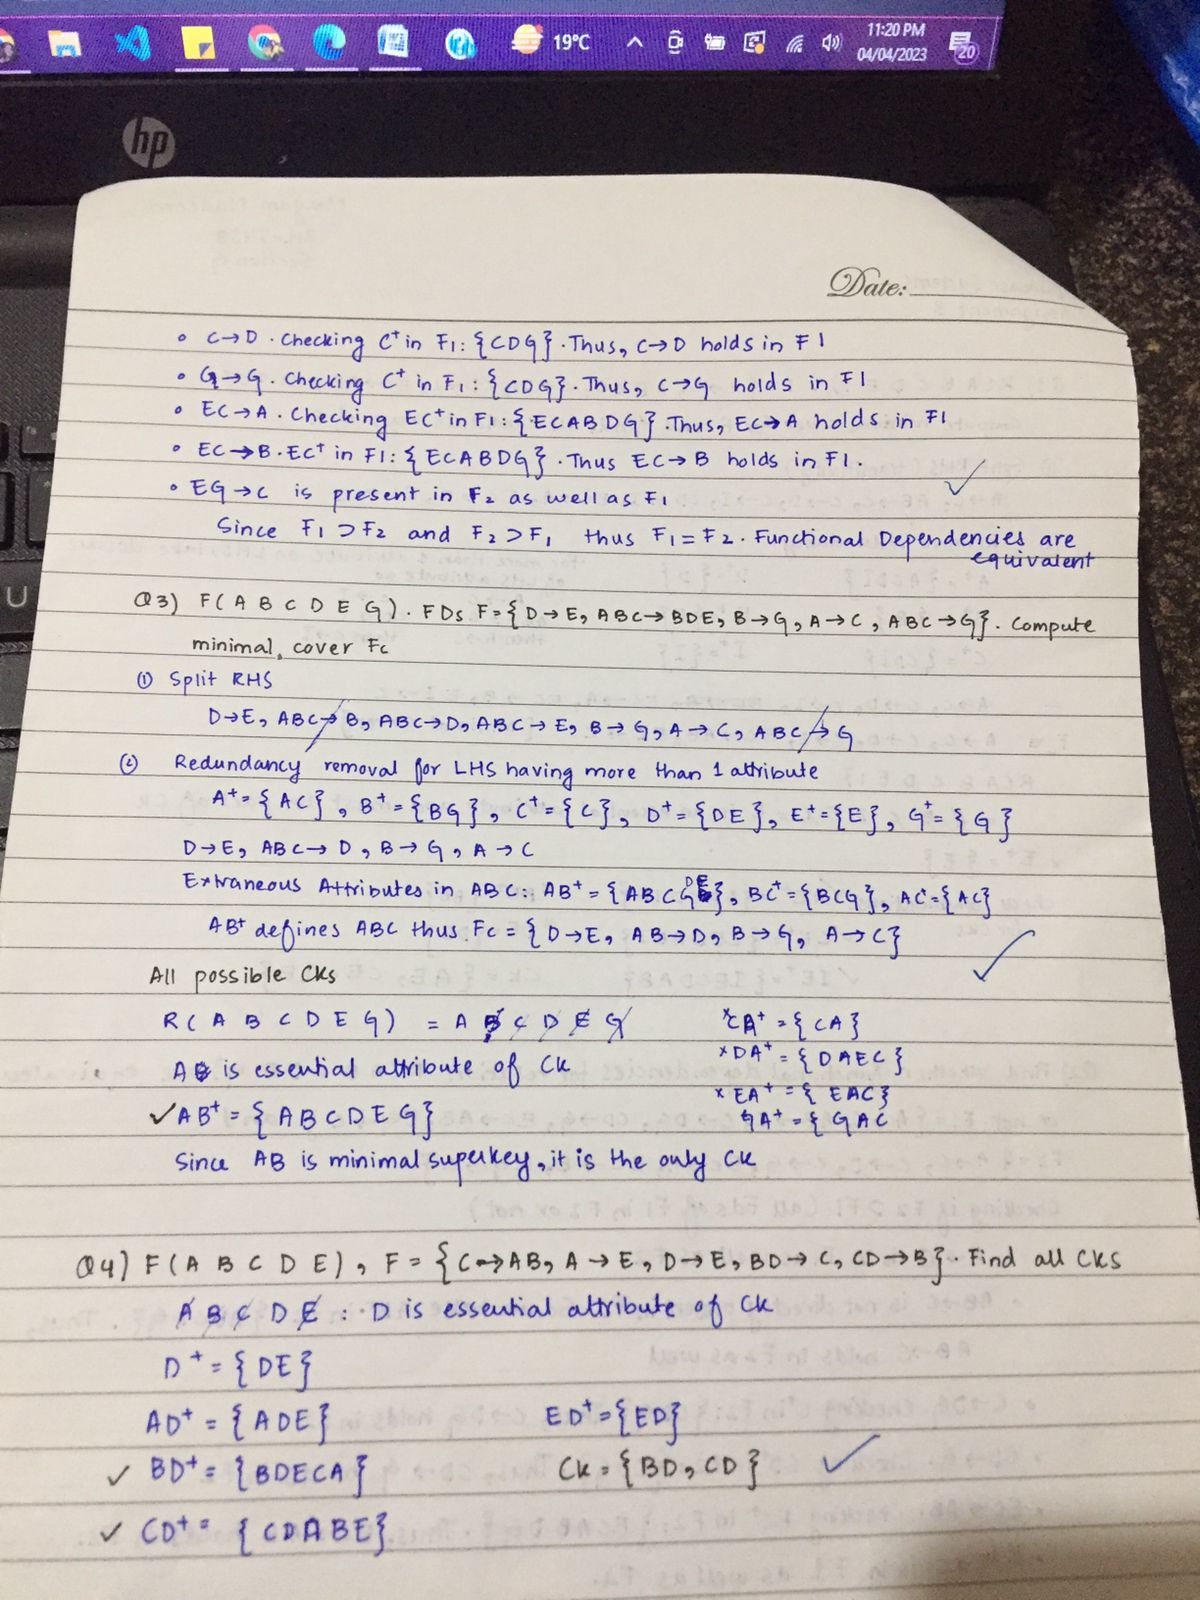 19°C
11:20 PM
04/04/2023
20
hp
U
Date:
• C→D . Checking C⁺ in F1: {CDG}. Thus, C→D holds in F1
• G→G. Checking C⁺ in F1: {CDG}. Thus, C→G holds in F1
• EC→A . Checking EC⁺ in F1: {ECABDG}. Thus, EC→A holds in F1
• EC→B. EC⁺ in F1: {ECABDG}. Thus EC→B holds in F1. ✓
• EG→C is present in F2 as well as F1
Since F1 ⊃ F2 and F2 ⊃ F1 thus F1 = F2. Functional Dependencies are
equivalent
Q3) F(A B C D E G). FDs F={D→E, ABC→BDE, B→G, A→C, ABC→G}. Compute
minimal cover Fc
① Split RHS
D→E, ABC→B, ABC→D, ABC→E, B→G, A→C, ABC→G
② Redundancy removal for LHS having more than 1 attribute
A⁺={AC}, B⁺={BG}, C⁺={C}, D⁺={DE}, E⁺={E}, G⁺={G}
D→E, ABC→D, B→G, A→C
Extraneous Attributes in ABC: AB⁺={ABCGDE}, BC⁺={BCG}, AC⁺={AC}
AB⁺ defines ABC thus Fc = {D→E, AB→D, B→G, A→C} ✓
All possible CKs
R(A B C D E G) = A B C D E G
A is essential attribute of CK
✓ AB⁺ = {ABCDEG}
×CA⁺ = {CA}
×DA⁺ = {DAEC}
×EA⁺ = {EAC}
GA⁺ = {GAC
Since AB is minimal superkey, it is the only CK
Q4) F(A B C D E), F = {C→AB, A→E, D→E, BD→C, CD→B}. Find all CKs
A B C D E : D is essential attribute of CK
D⁺ = {DE}
AD⁺ = {ADE}
ED⁺={ED}
✓ BD⁺ = {BDECA}
CK = {BD, CD} ✓
✓ CD⁺ = {CDABE}